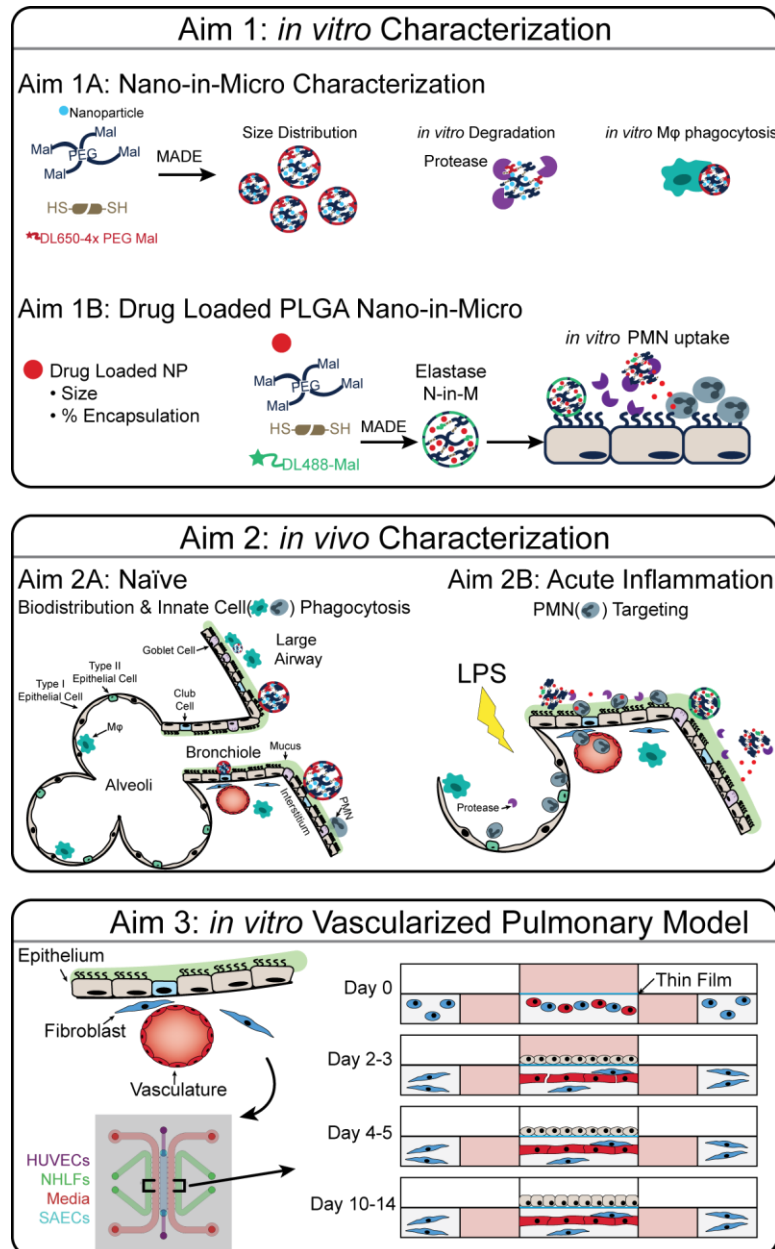 Aim 1: in vitro Characterization
Aim 1A: Nano-in-Micro Characterization
Nanoparticle
Mal
Mal
PEG
Mal
Mal
HS-
-SH
DL650-4x PEG Mal
MADE
Size Distribution
in vitro Degradation
Protease
in vitro Mφ phagocytosis
Aim 1B: Drug Loaded PLGA Nano-in-Micro
Drug Loaded NP
• Size
• % Encapsulation
Mal
Mal
PEG
Mal
Mal
HS-
-SH
DL488-Mal
MADE
Elastase
N-in-M
in vitro PMN uptake
Aim 2: in vivo Characterization
Aim 2A: Naïve
Biodistribution & Innate Cell( ) Phagocytosis
Goblet Cell
Large
Airway
Type II
Epithelial Cell
Type I
Epithelial Cell
Club
Cell
Mφ
Alveoli
Bronchiole
Mucus
Interstitium
PMN
Aim 2B: Acute Inflammation
PMN( ) Targeting
LPS
Protease
Aim 3: in vitro Vascularized Pulmonary Model
Epithelium
Fibroblast
Vasculature
HUVECs
NHLFs
Media
SAECs
Day 0
Thin Film
Day 2-3
Day 4-5
Day 10-14